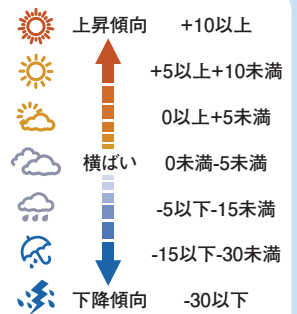 上昇傾向 +10以上
+5以上+10未満
0以上+5未満
横ばい 0未満-5未満
-5以下-15未満
-15以下-30未満
下降傾向 -30以下